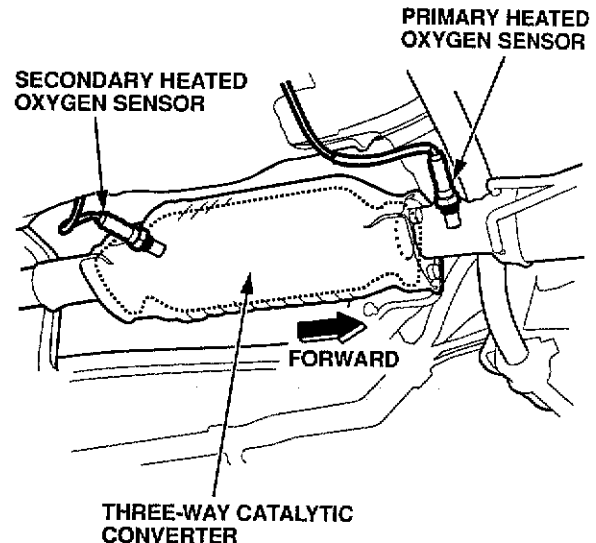 PRIMARY HEATED
OXYGEN SENSOR
SECONDARY HEATED
OXYGEN SENSOR
FORWARD
THREE-WAY CATALYTIC
CONVERTER